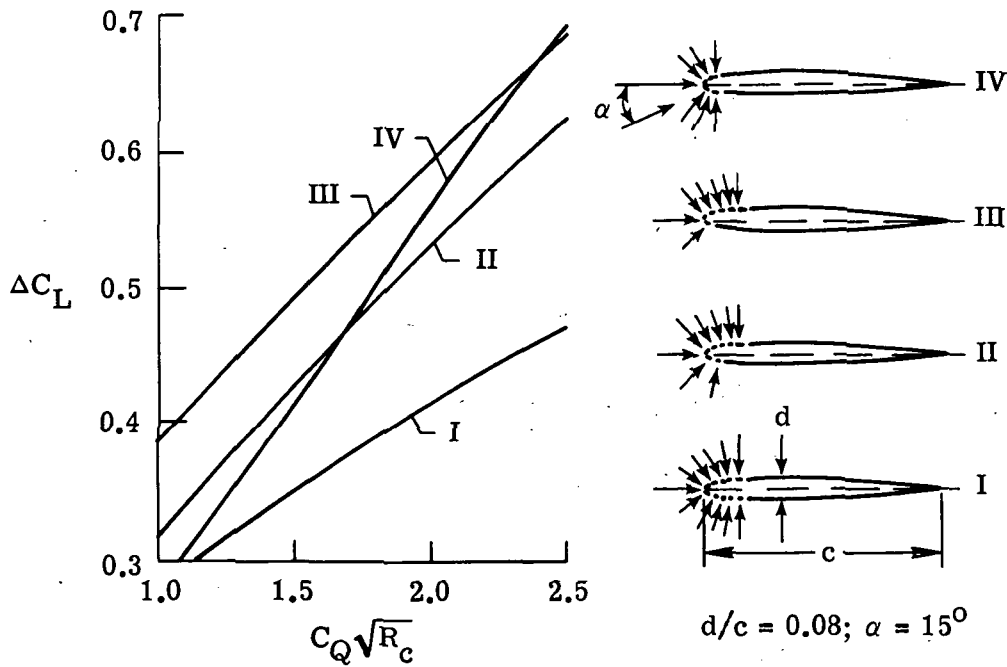 0.7
0.6
0.5
0.4
0.3
ΔC_L
1.0
1.5
2.0
2.5
C_Q √R_c
IV
III
II
I
α
IV
III
II
d
I
c
d/c = 0.08; α = 15°